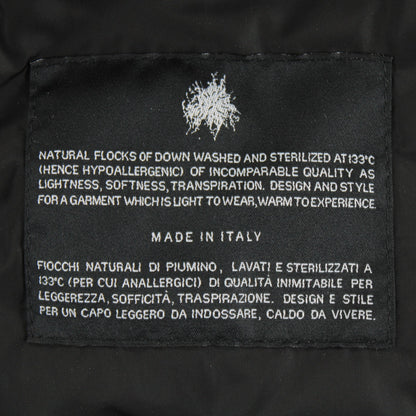 NATURAL FLOCKS OF DOWN WASHED AND STERILIZED AT 133°C
(HENCE HYPOALLERGENIC) OF INCOMPARABLE QUALITY AS
LIGHTNESS, SOFTNESS, TRANSPIRATION. DESIGN AND STYLE
FOR A GARMENT WHICH IS LIGHT TO WEAR, WARM TO EXPERIENCE.
MADE IN ITALY
FIOCCHI NATURALI DI PIUMINO, LAVATI E STERILIZZATI A
133°C (PER CUI ANALLERGICI) DI QUALITÀ INIMITABILE PER
LEGGEREZZA, SOFFICITÀ, TRASPIRAZIONE. DESIGN E STILE
PER UN CAPO LEGGERO DA INDOSSARE, CALDO DA VIVERE.